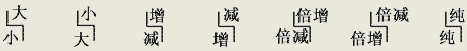 大 小 增 减 倍增 倍减 纯
小 大 减 增 倍减 倍增 纯